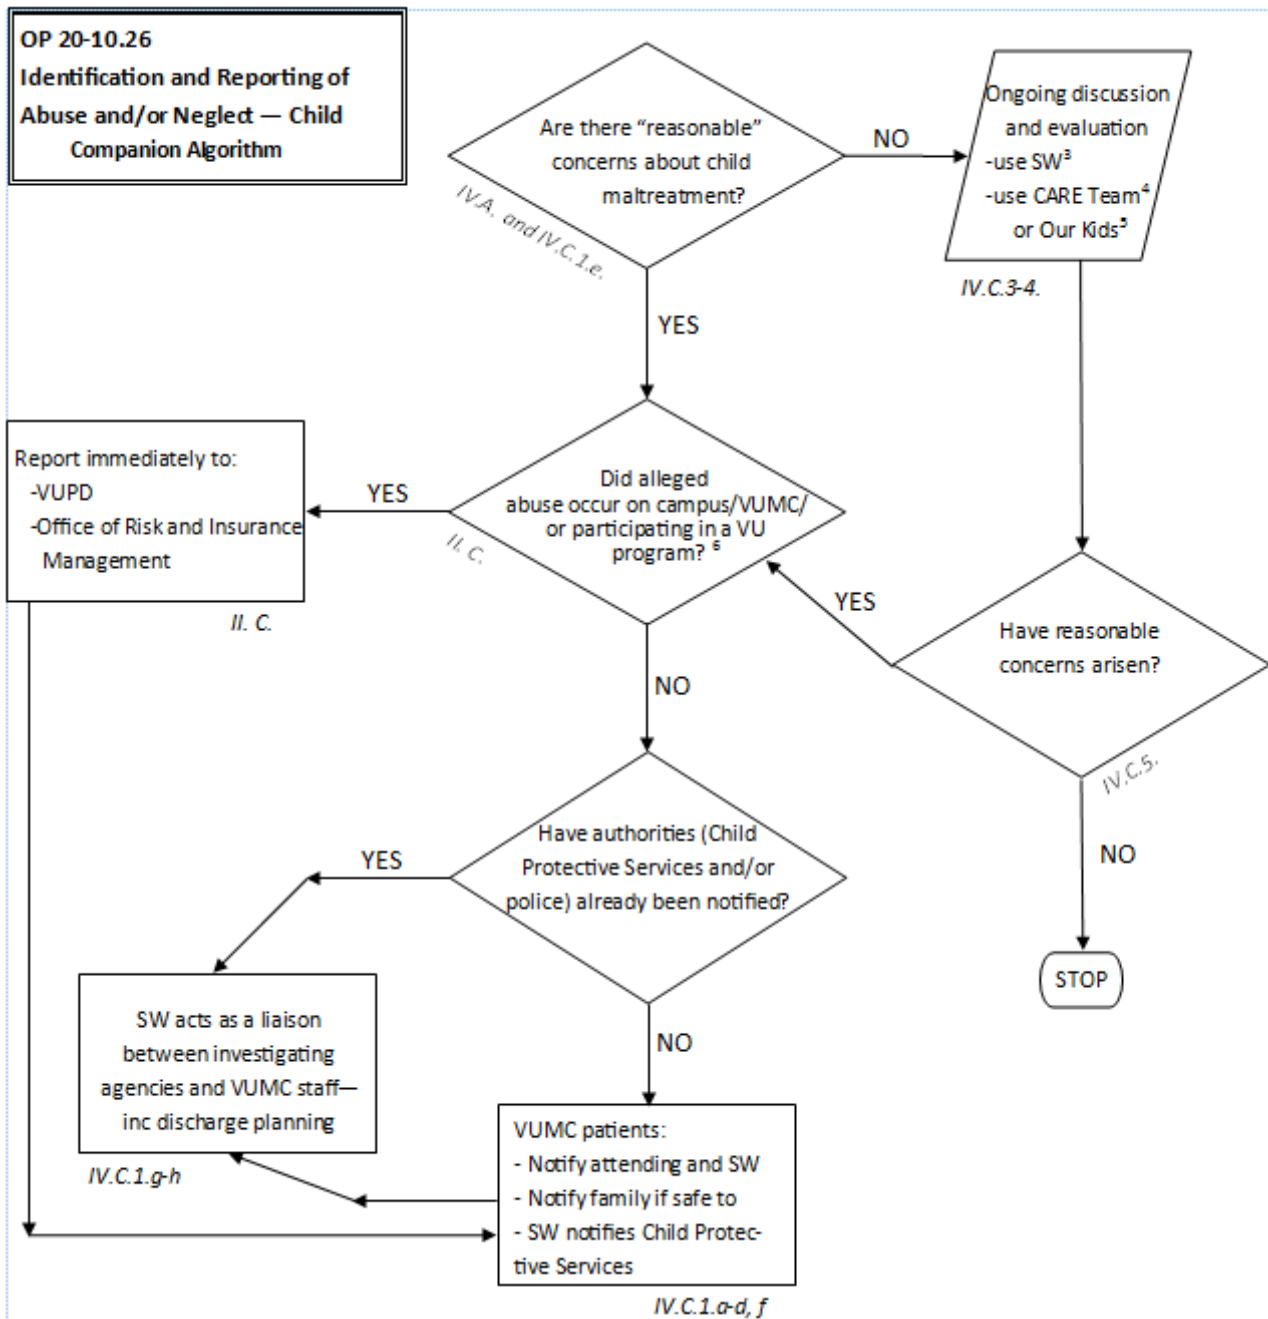 OP 20-10.26
Identification and Reporting of
Abuse and/or Neglect — Child
Companion Algorithm
Are there “reasonable”
concerns about child
maltreatment?
IV.A. and IV.C.1.e.
NO
Ongoing discussion
and evaluation
-use SW³
-use CARE Team⁴
or Our Kids⁵
IV.C.3-4.
YES
Report immediately to:
-VUPD
-Office of Risk and Insurance
Management
II. C.
YES
Did alleged
abuse occur on campus/VUMC/
or participating in a VU
program? ⁶
II. C.
YES
Have reasonable
concerns arisen?
IV.C.5.
NO
NO
STOP
Have authorities (Child
Protective Services and/or
police) already been notified?
YES
NO
SW acts as a liaison
between investigating
agencies and VUMC staff—
inc discharge planning
IV.C.1.g-h
VUMC patients:
- Notify attending and SW
- Notify family if safe to
- SW notifies Child Protec-
tive Services
IV.C.1.a-d, f